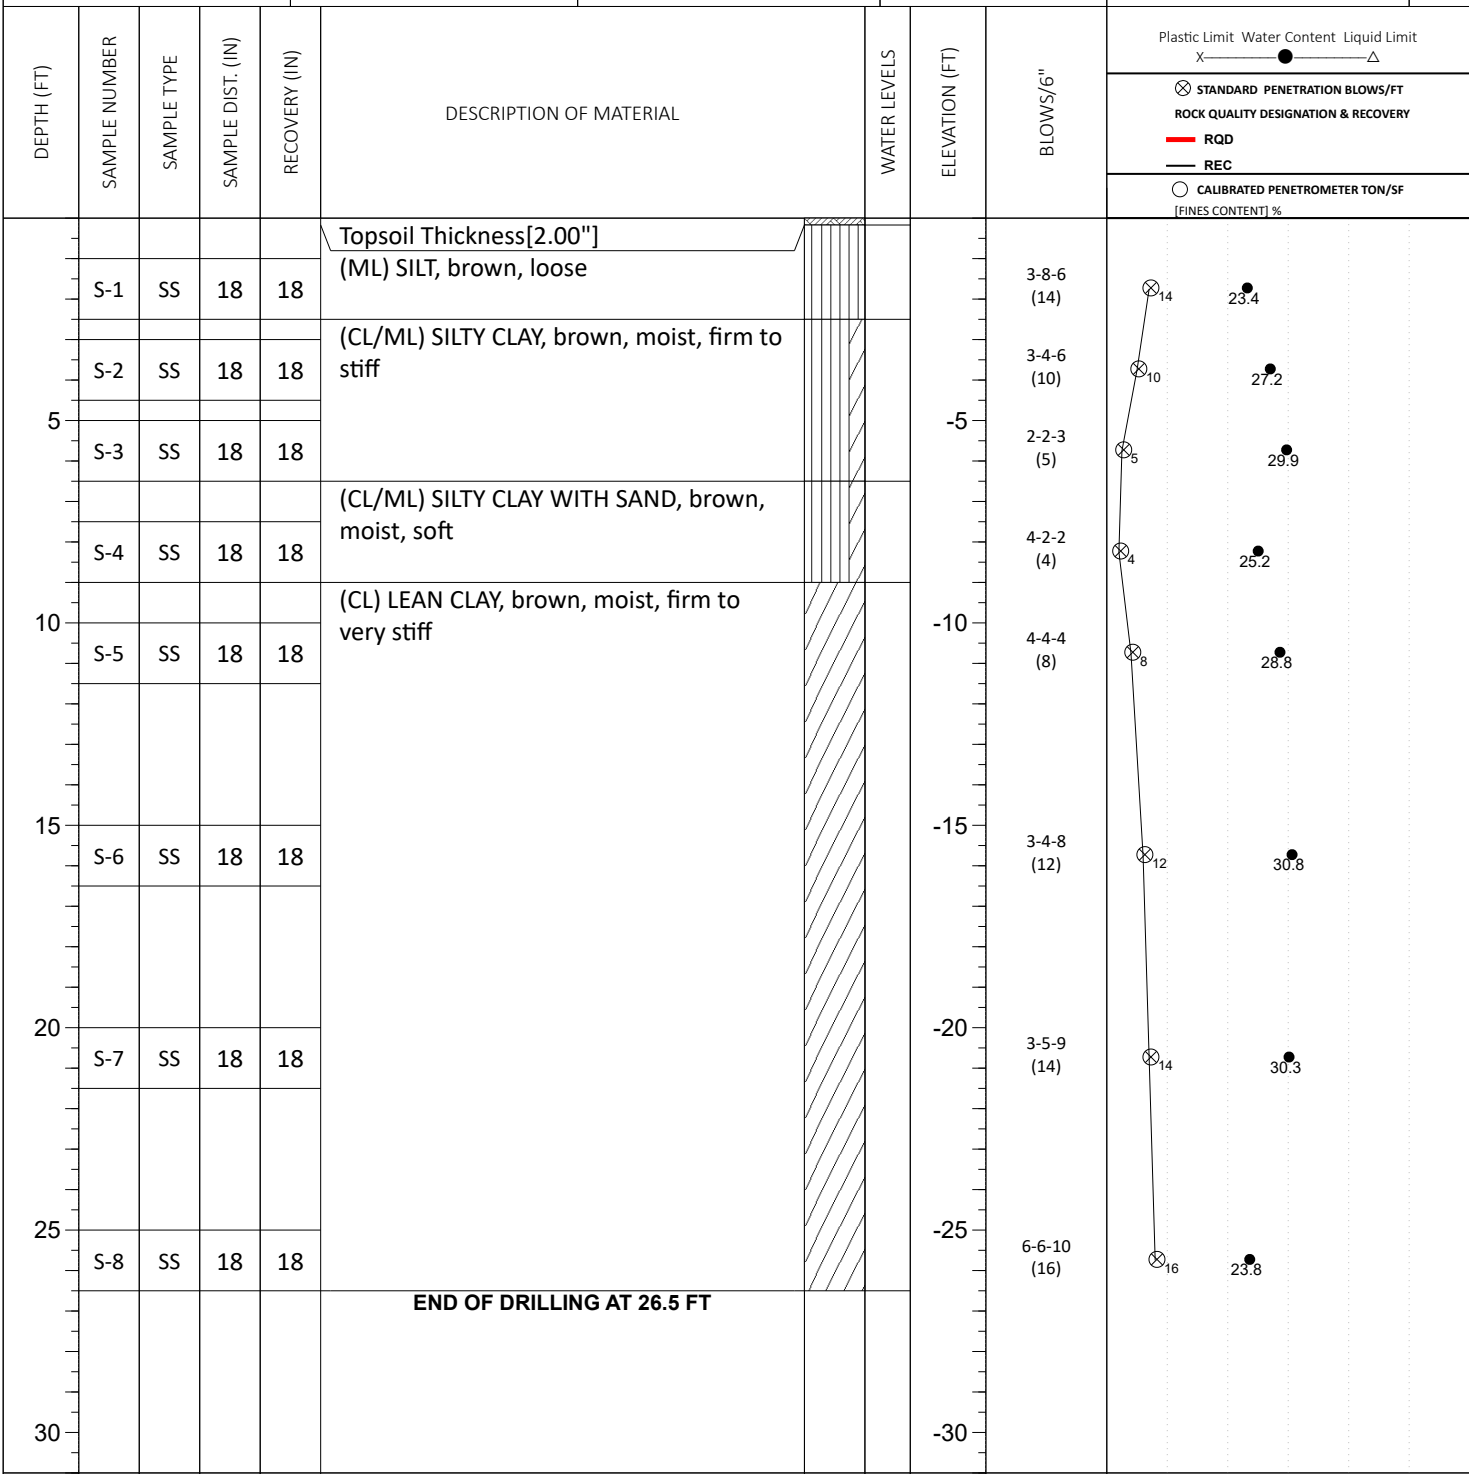 DEPTH (FT)
SAMPLE NUMBER
SAMPLE TYPE
SAMPLE DIST. (IN)
RECOVERY (IN)
DESCRIPTION OF MATERIAL
WATER LEVELS
ELEVATION (FT)
BLOWS/6"
Plastic Limit Water Content Liquid Limit
X
STANDARD PENETRATION BLOWS/FT
ROCK QUALITY DESIGNATION & RECOVERY
RQD
REC
CALIBRATED PENETROMETER TON/SF
[FINES CONTENT] %
Topsoil Thickness[2.00"]
(ML) SILT, brown, loose
S-1 SS 18 18
3-8-6
(14)
14
23.4
(CL/ML) SILTY CLAY, brown, moist, firm to
stiff
S-2 SS 18 18
3-4-6
(10)
10
27.2
5
-5
S-3 SS 18 18
2-2-3
(5)
5
29.9
(CL/ML) SILTY CLAY WITH SAND, brown,
moist, soft
S-4 SS 18 18
4-2-2
(4)
4
25.2
(CL) LEAN CLAY, brown, moist, firm to
very stiff
10
-10
S-5 SS 18 18
4-4-4
(8)
8
28.8
15
-15
S-6 SS 18 18
3-4-8
(12)
12
30.8
20
-20
S-7 SS 18 18
3-5-9
(14)
14
30.3
25
-25
S-8 SS 18 18
6-6-10
(16)
16
23.8
END OF DRILLING AT 26.5 FT
30
-30